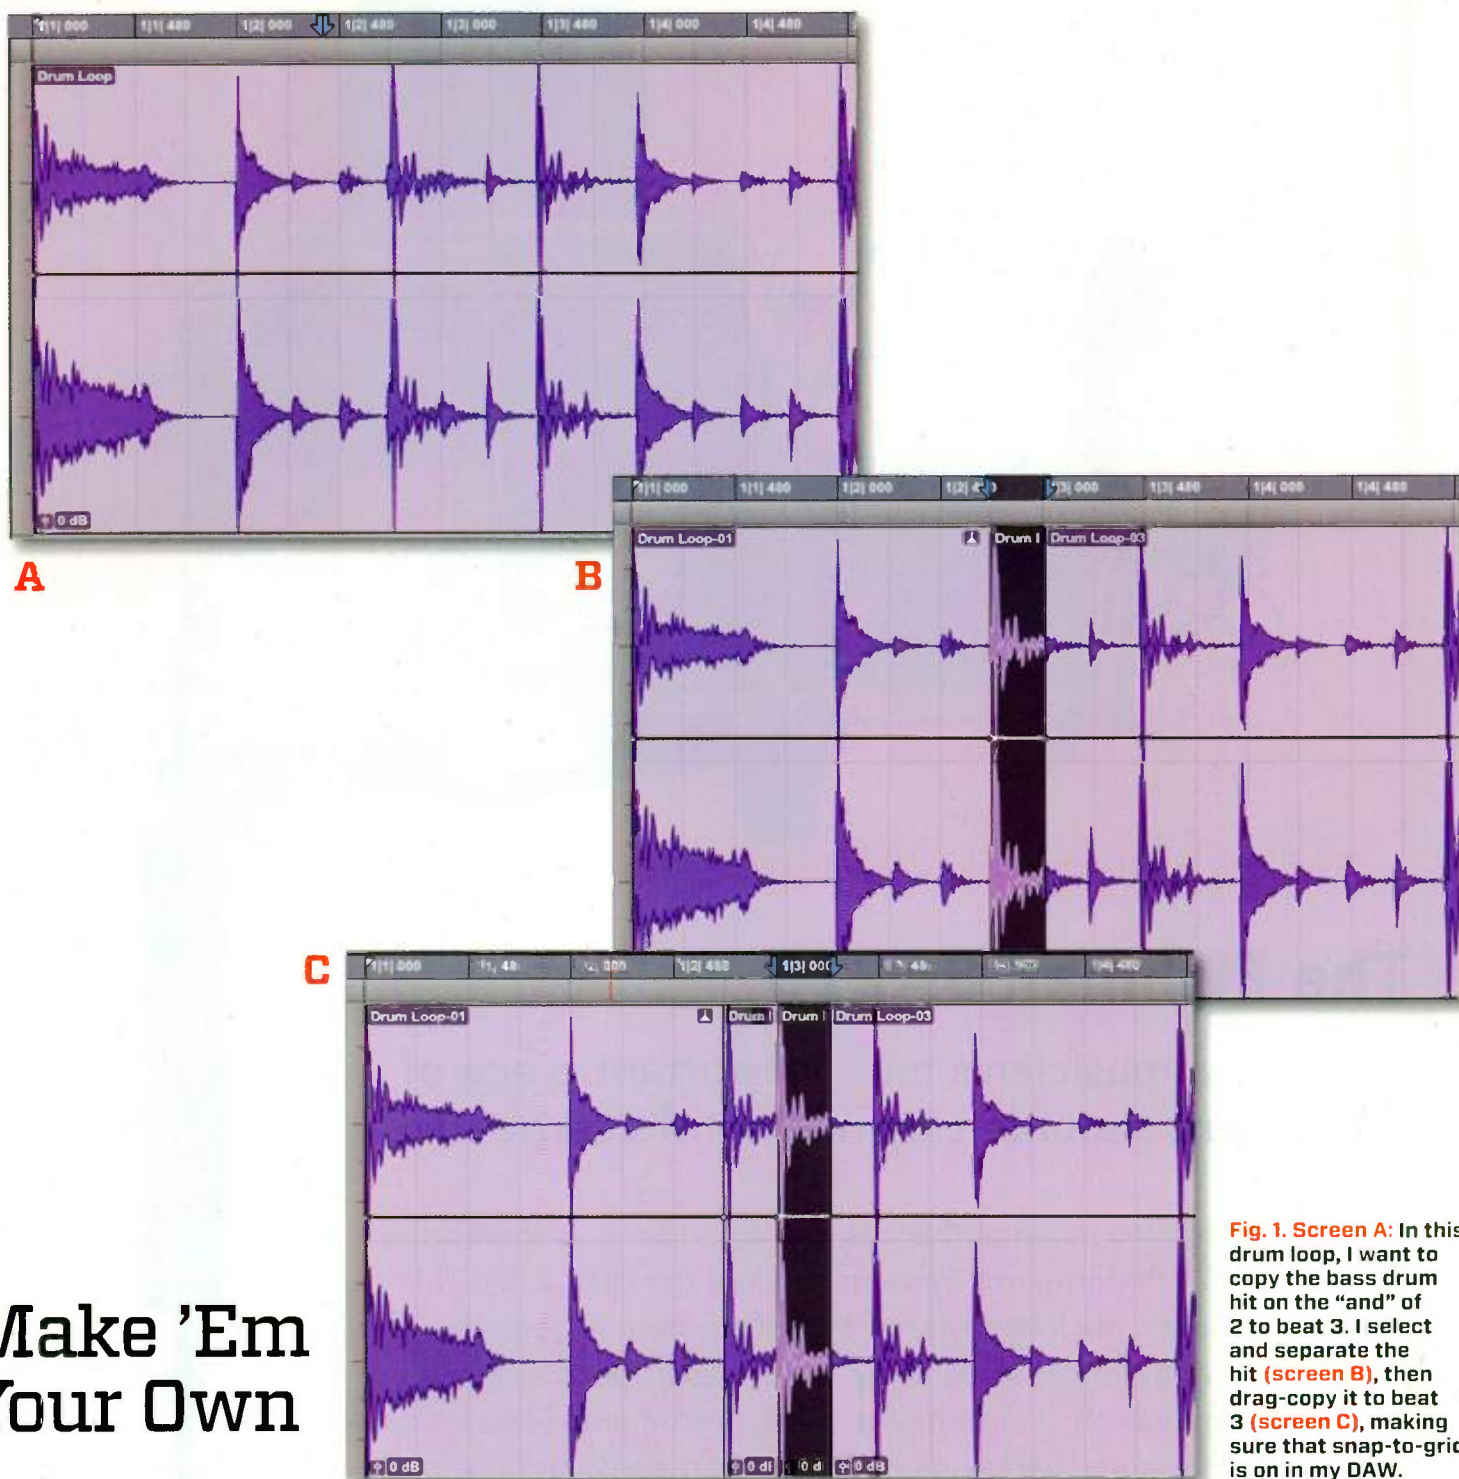 1|1| 000 1|1| 480 1|2| 000 1|2| 480 1|3| 000 1|3| 480 1|4| 000 1|4| 480
Drum Loop
0 dB
A
1|1| 000 1|1| 480 1|2| 000 1|3| 480 1|4| 000 1|4| 480
Drum Loop-01 Drum l Drum Loop-03
B
C
1|1| 000 1|2| 480 1|3| 000
Drum Loop-01 Drum l Drum l Drum Loop-03
0 dB 0 dB
Make ’Em
Your Own
Fig. 1. Screen A: In this
drum loop, I want to
copy the bass drum
hit on the “and” of
2 to beat 3. I select
and separate the
hit (screen B), then
drag-copy it to beat
3 (screen C), making
sure that snap-to-grid
is on in my DAW.